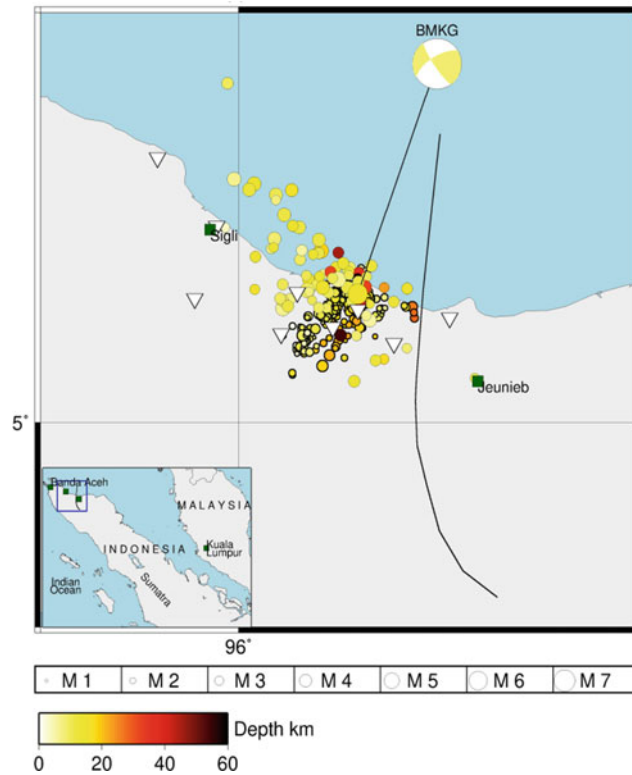 BMKG
Sigli
Jeunieb
5°
Banda Aceh
MALAYSIA
INDONESIA
Kuala
Lumpur
Indian
Ocean
Sumatra
96°
M 1 M 2 M 3 M 4 M 5 M 6 M 7
Depth km
0 20 40 60